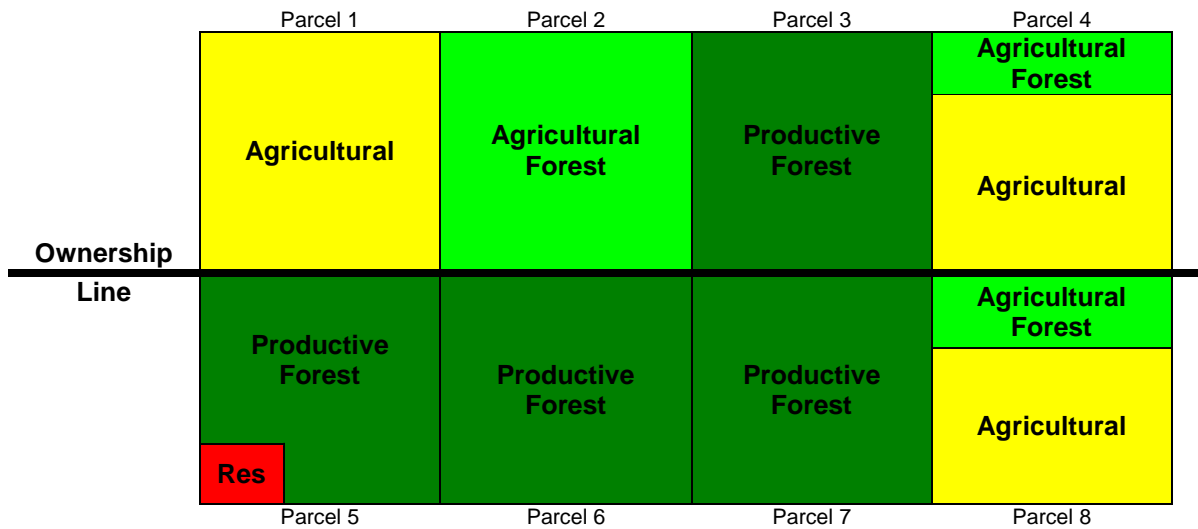 Parcel 1
Parcel 2
Parcel 3
Parcel 4
Agricultural
Agricultural
Forest
Productive
Forest
Agricultural
Forest
Agricultural
Ownership
Line
Productive
Forest
Res
Productive
Forest
Productive
Forest
Agricultural
Forest
Agricultural
Parcel 5
Parcel 6
Parcel 7
Parcel 8